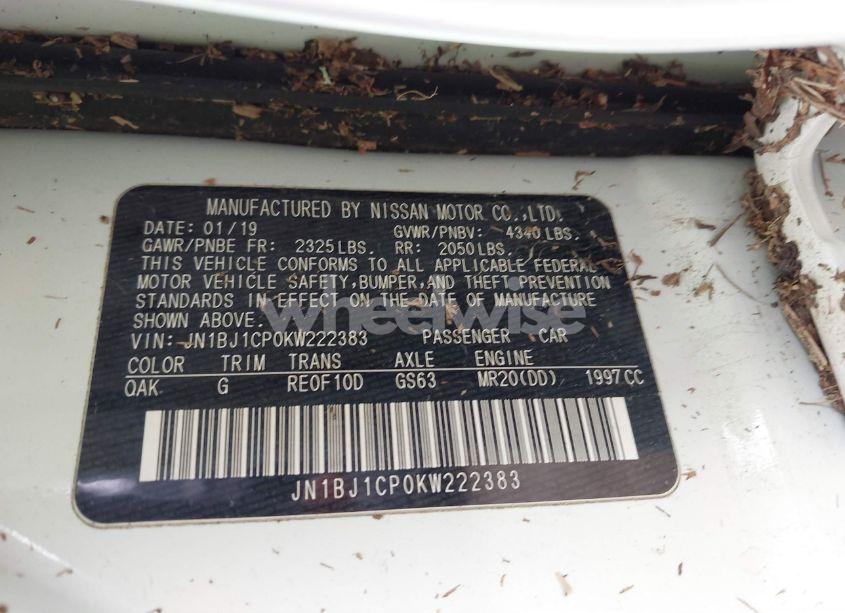 MANUFACTURED BY NISSAN MOTOR CO.,LTD.
DATE: 01/19 GVWR/PNBV: 4340 LBS.
GAWR/PNBE FR: 2325 LBS. RR: 2050 LBS.
THIS VEHICLE CONFORMS TO ALL APPLICABLE FEDERAL
MOTOR VEHICLE SAFETY,BUMPER,AND THEFT PREVENTION
STANDARDS IN EFFECT ON THE DATE OF MANUFACTURE
SHOWN ABOVE.
wheelwise
VIN: JN1BJ1CP0KW222383 PASSENGER CAR
COLOR TRIM TRANS AXLE ENGINE
QAK G RE0F10D GS63 MR20(DD) 1997CC
JN1BJ1CP0KW222383